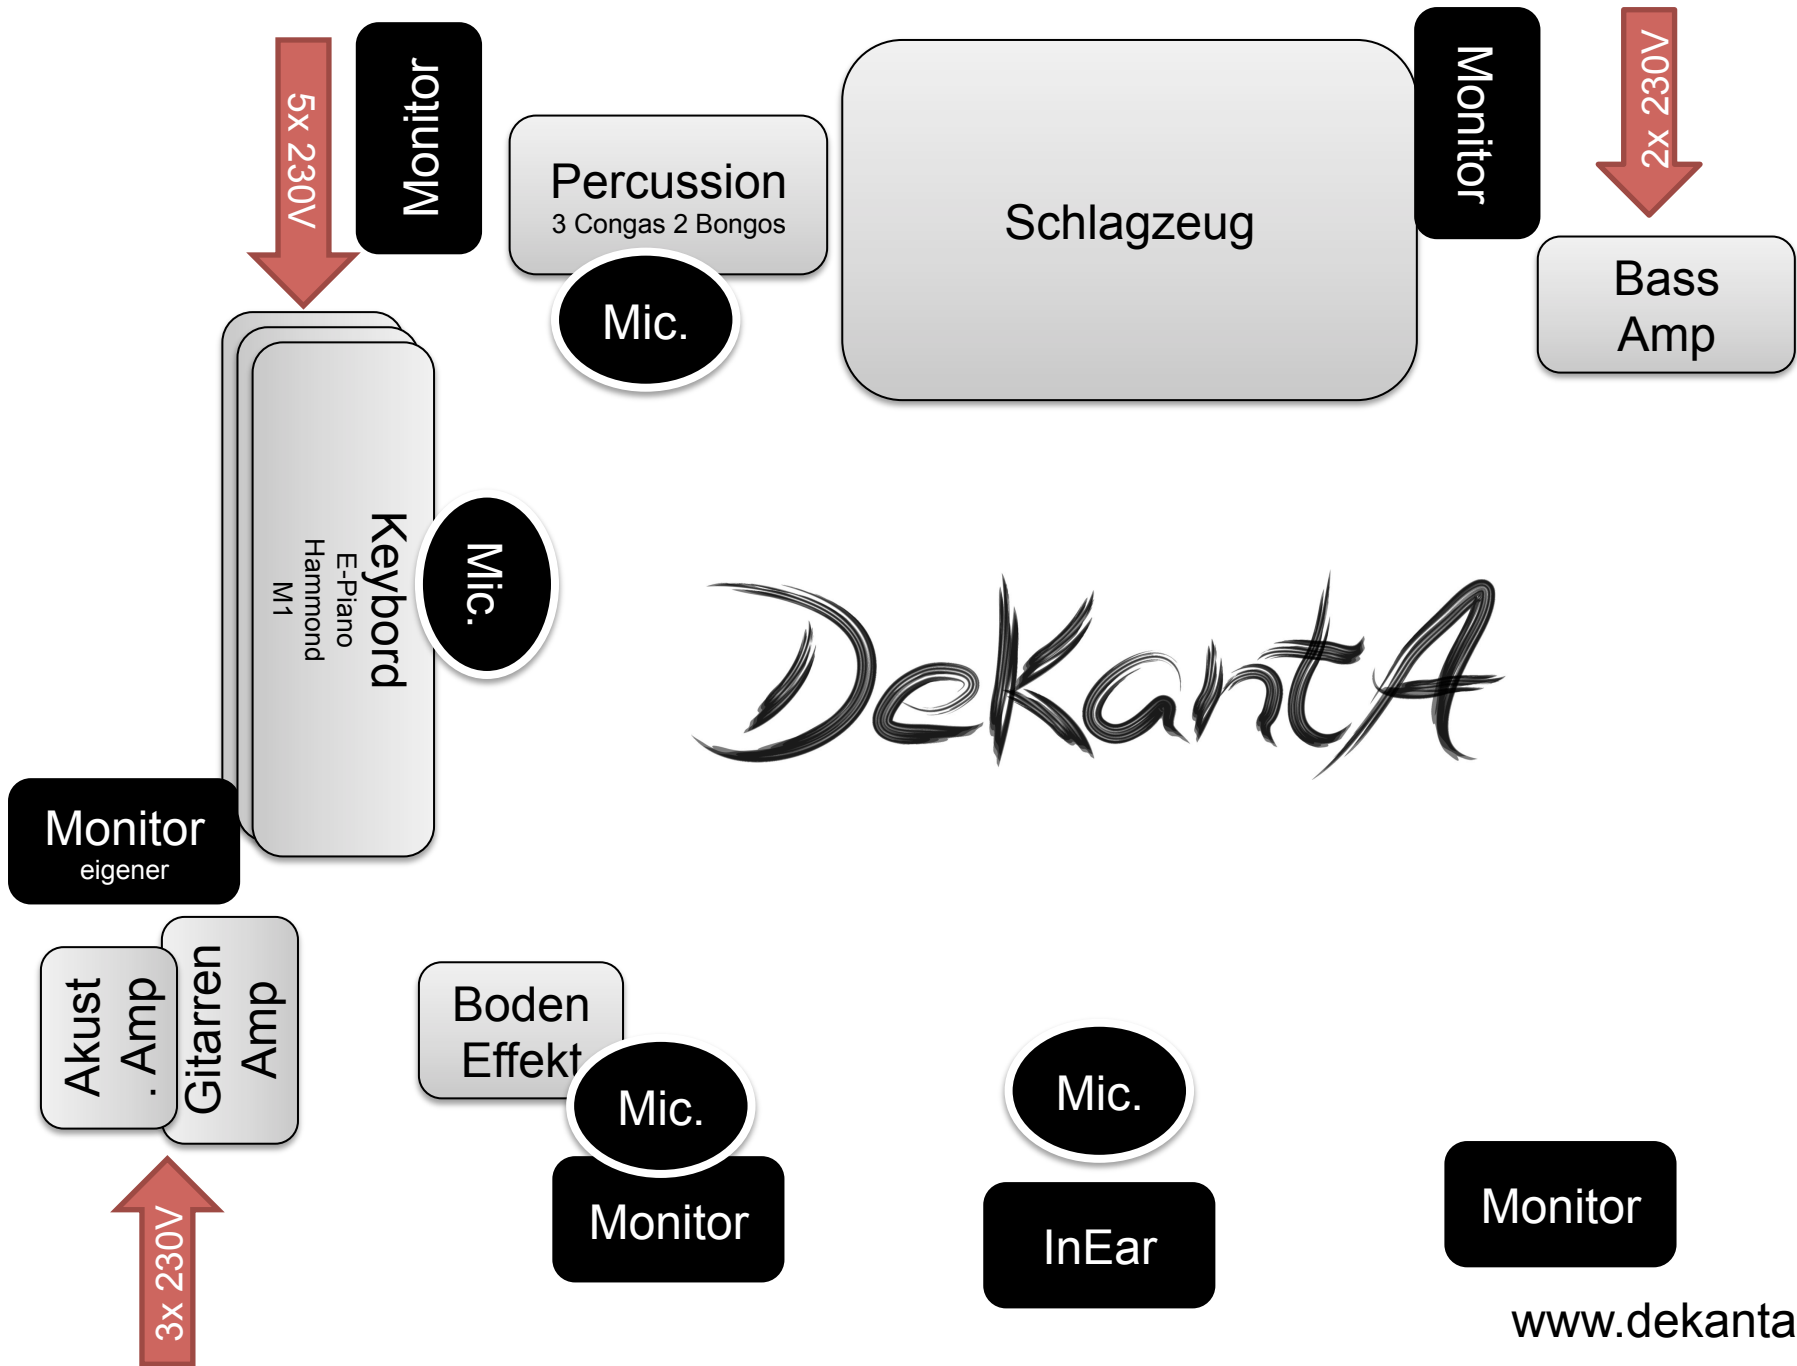 5x 230V
Monitor
Percussion
3 Congas 2 Bongos
Mic.
Schlagzeug
Monitor
2x 230V
Bass
Amp
Keybord
E-Piano
Hammond
M1
Mic.
DeKantA
Monitor
eigener
Akust
. Amp
Gitarren
Amp
3x 230V
Boden
Effekt
Mic.
Monitor
Mic.
InEar
Monitor
www.dekanta